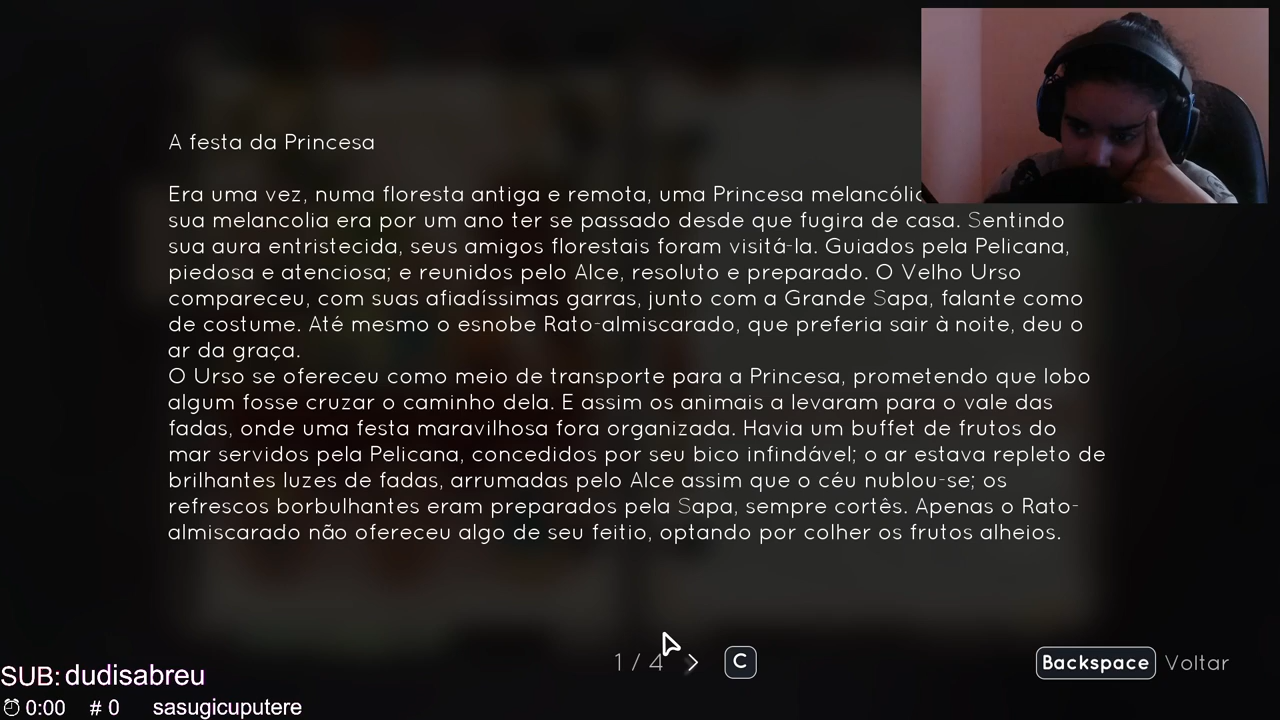 A festa da Princesa
Era uma vez, numa floresta antiga e remota, uma Princesa
sua melancolia era por um ano ter se passado desde que fugira de casa. Sentindo
sua aura entristecida, seus amigos florestais foram visitá-la. Guiados pela Pelicana,
piedosa e atenciosa; e reunidos pelo Alce, resoluto e preparado. O Velho Urso
compareceu, com suas afiadíssimas garras, junto com a Grande Sapa, falante como
de costume. Até mesmo o esnobe Rato-almiscarado, que preferia sair à noite, deu o
ar da graça.
O Urso se ofereceu como meio de transporte para a Princesa, prometendo que lobo
algum fosse cruzar o caminho dela. E assim os animais a levaram para o vale das
fadas, onde uma festa maravilhosa fora organizada. Havia um buffet de frutos do
mar servidos pela Pelicana, concedidos por seu bico infindável; o ar estava repleto de
brilhantes luzes de fadas, arrumadas pelo Alce assim que o céu nublou-se; os
refrescos borbulhantes eram preparados pela Sapa, sempre cortês. Apenas o Rato-
almiscarado não ofereceu algo de seu feitio, optando por colher os frutos alheios.
1 / 4 > C
Backspace Voltar
SUB: dudisabreu
0:00 # 0 sasugicuputere